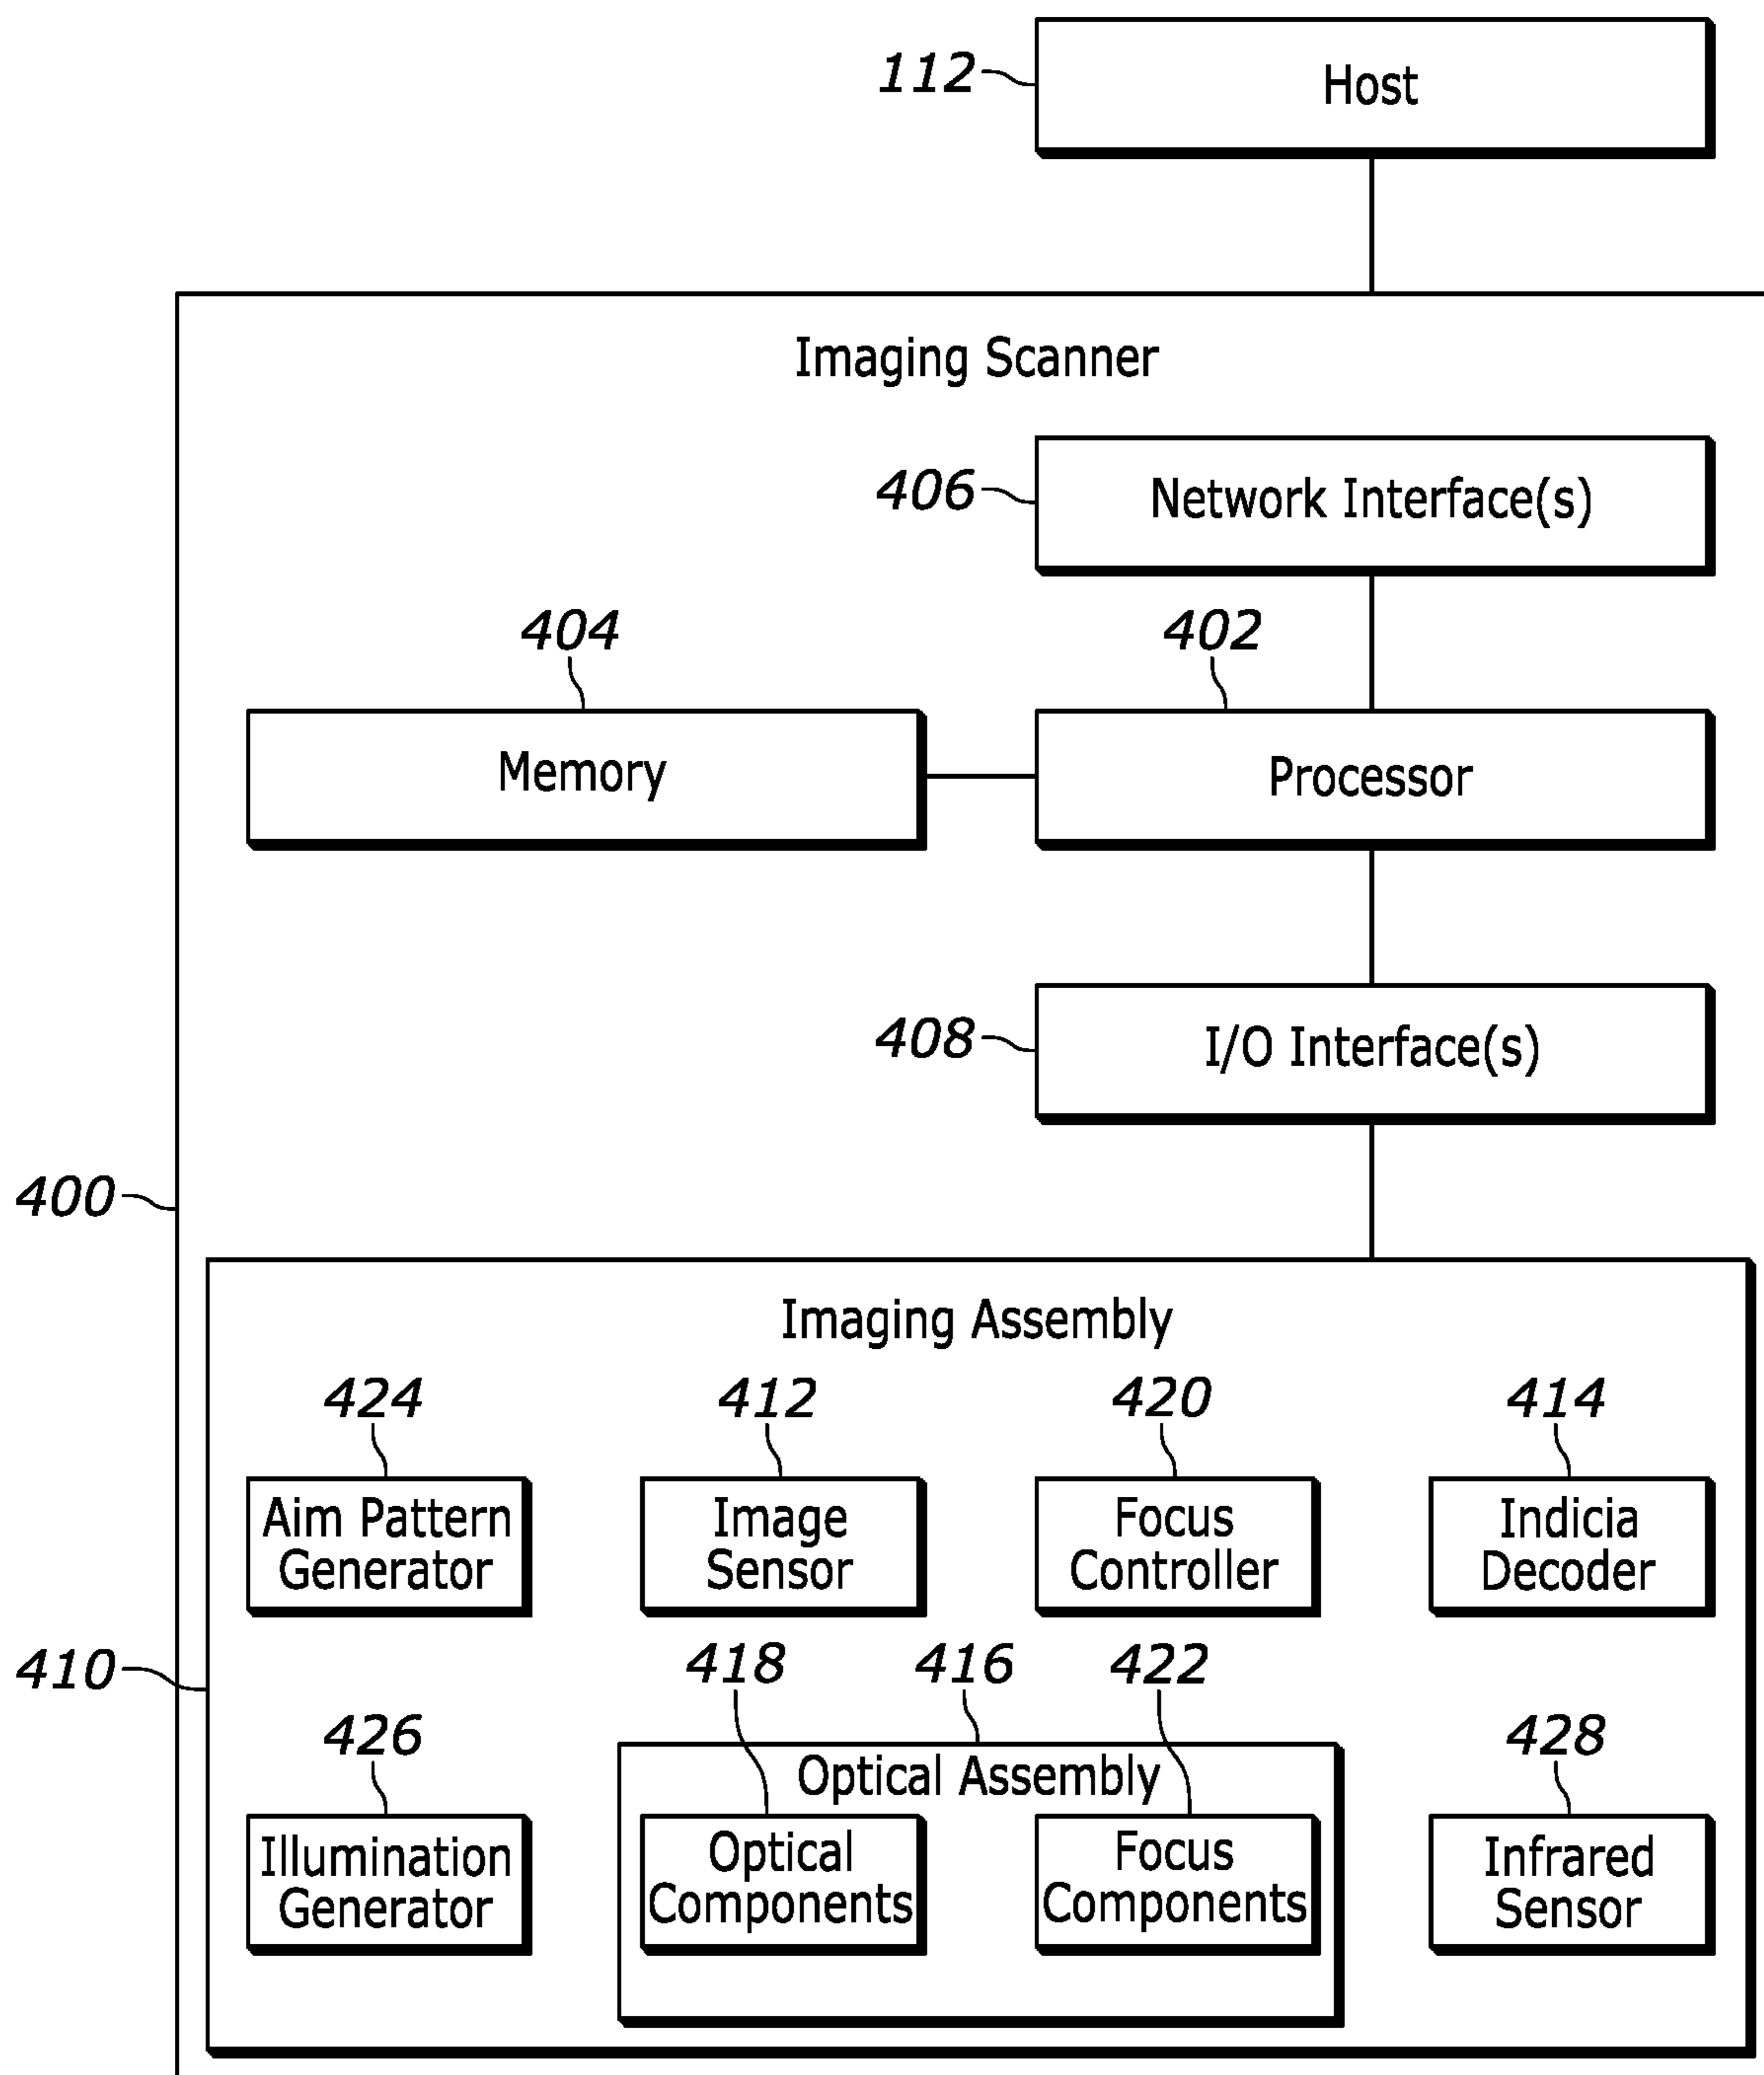 112
Host
Imaging Scanner
406
Network Interface(s)
404
402
Memory
Processor
408
I/O Interface(s)
400
Imaging Assembly
424
412
420
414
Aim Pattern
Generator
Image
Sensor
Focus
Controller
Indicia
Decoder
410
418
416
422
426
428
Optical Assembly
Illumination
Generator
Optical
Components
Focus
Components
Infrared
Sensor